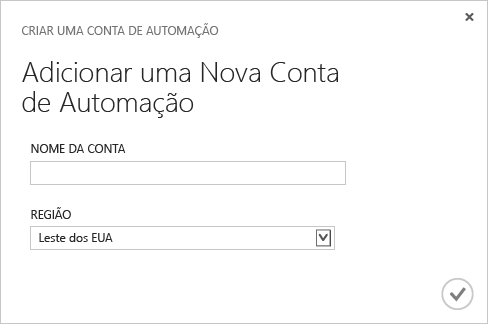 CRIAR UMA CONTA DE AUTOMAÇÃO
Adicionar uma Nova Conta
de Automação
NOME DA CONTA
REGIÃO
Leste dos EUA